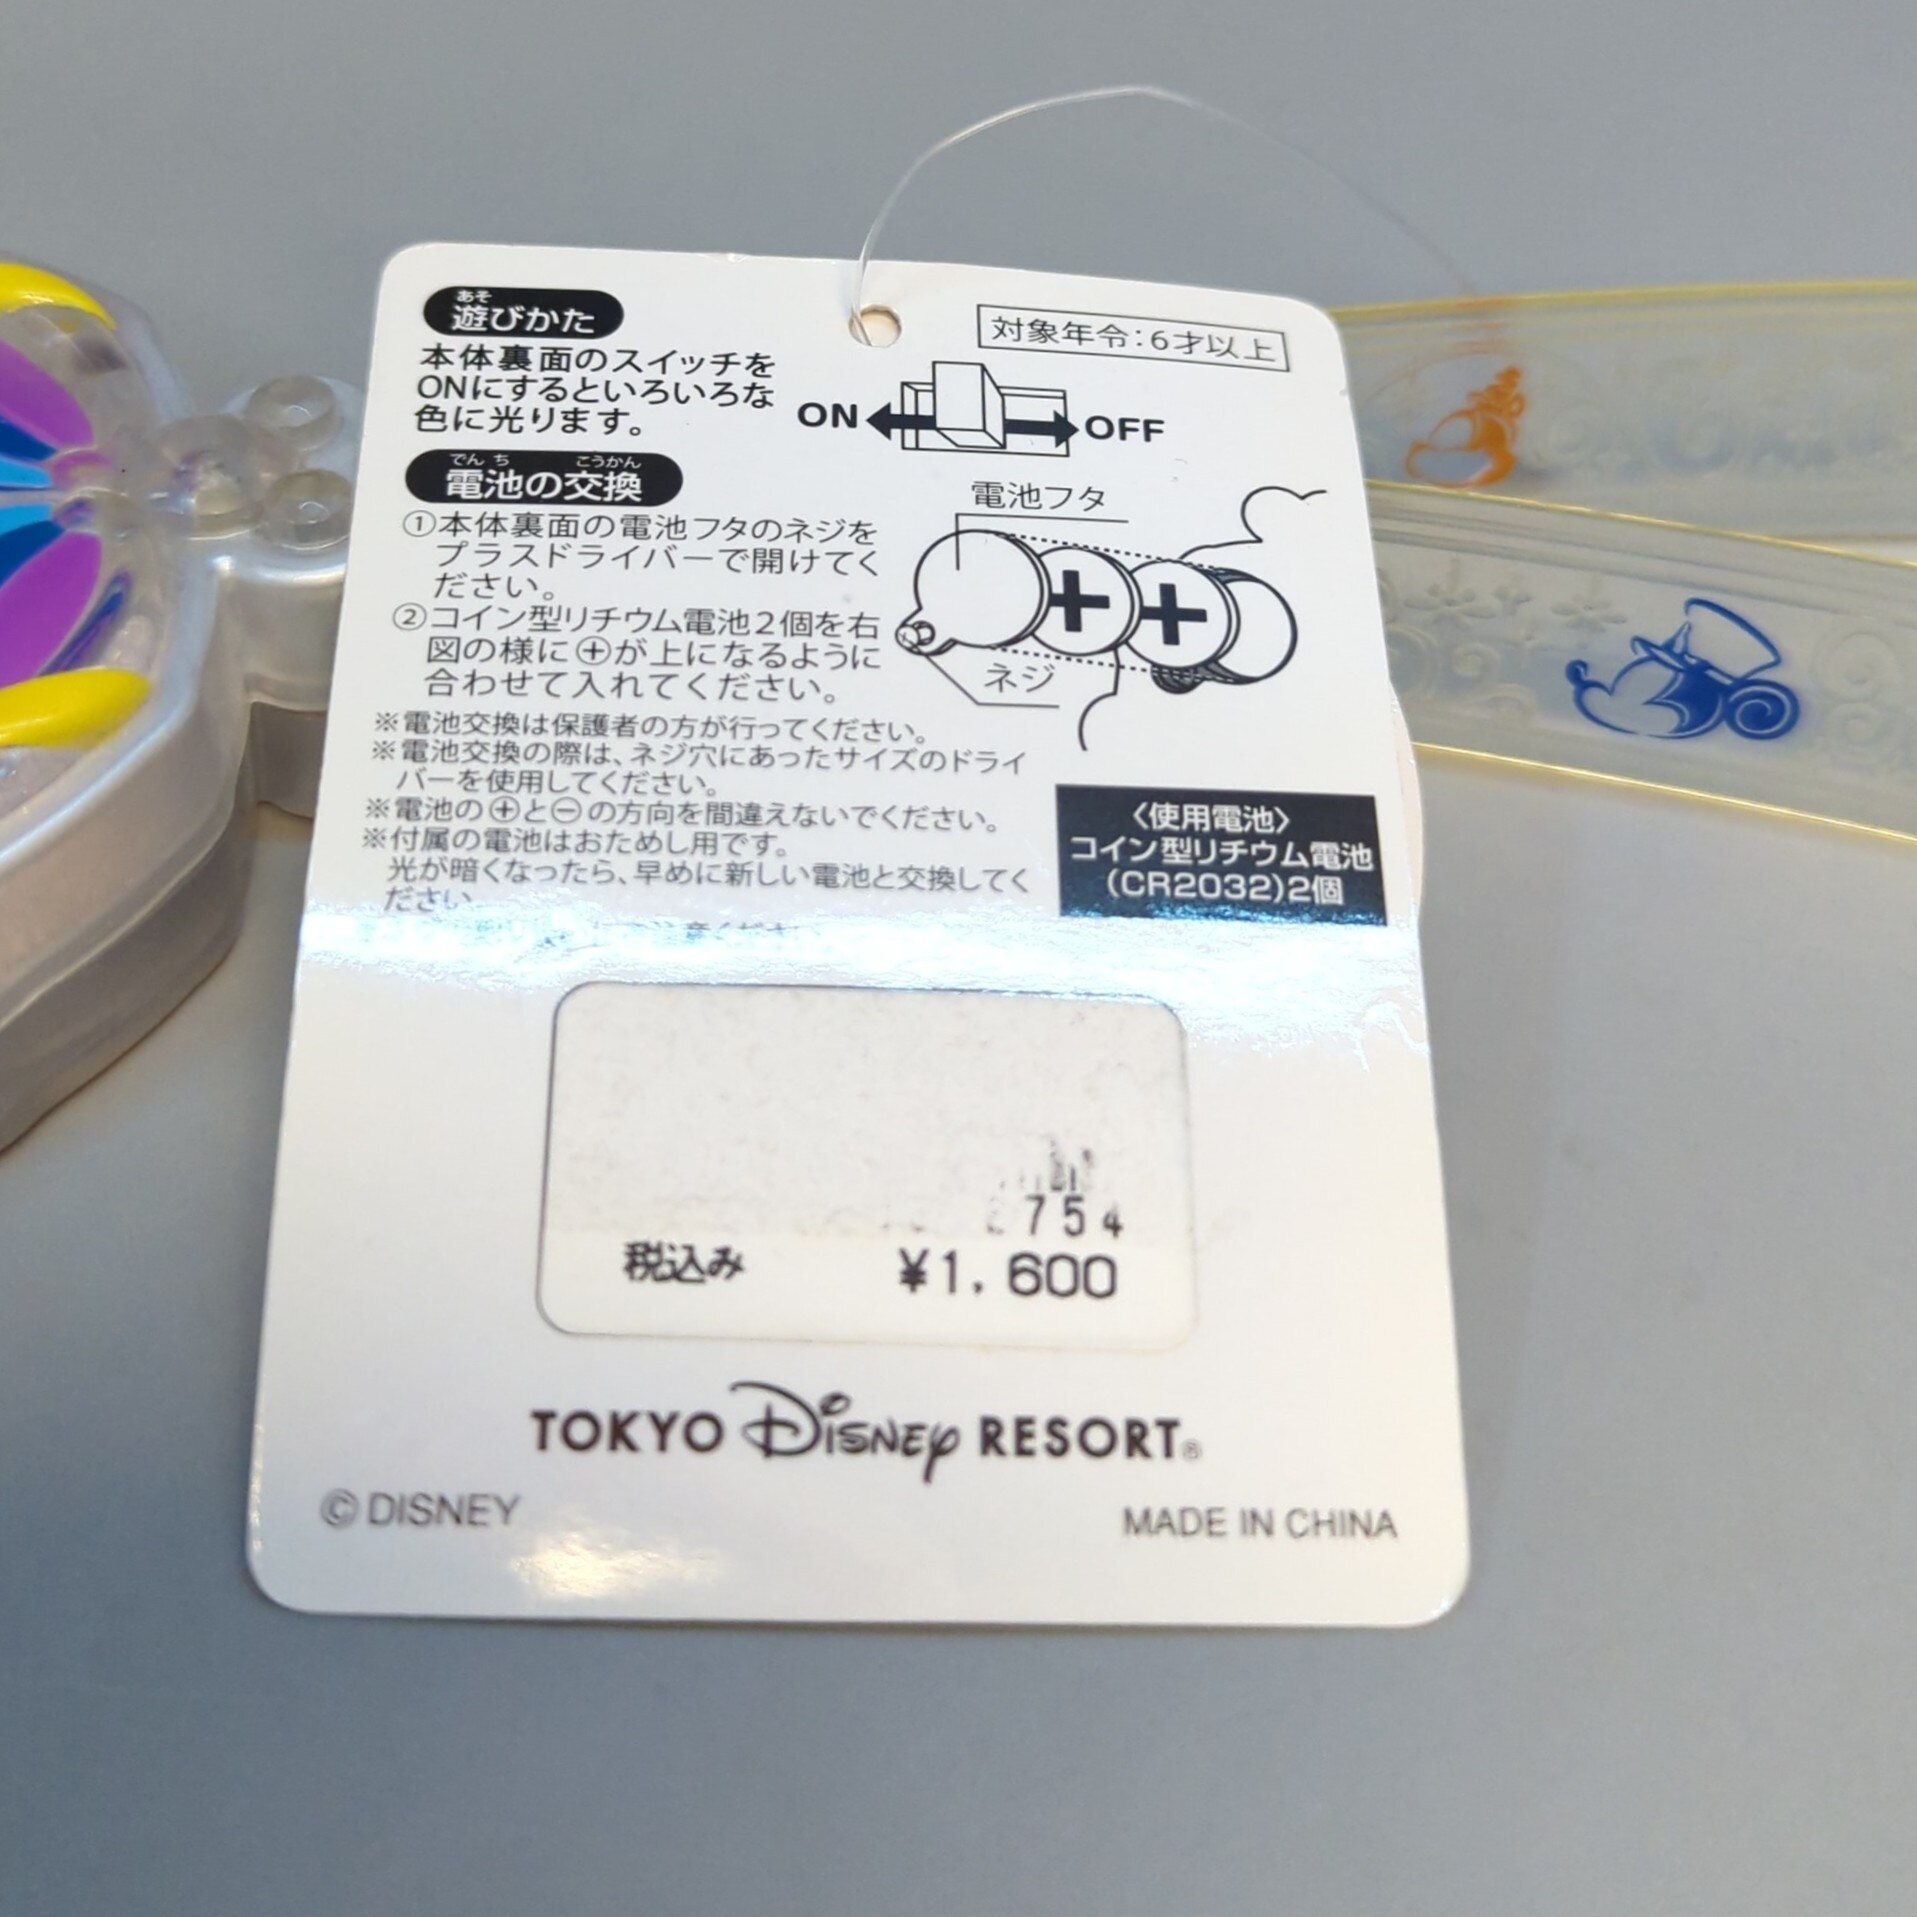 あそ
遊びかた
本体裏面のスイッチを
ONにするといろいろな
色に光ります。
対象年令:6才以上
ON
OFF
でんち こうかん
電池の交換
①本体裏面の電池フタのネジを
プラスドライバーで開けてく
ださい。
②コイン型リチウム電池2個を右
図の様に⊕が上になるように
合わせて入れてください。
電池フタ
ネジ
※電池交換は保護者の方が行ってください。
※電池交換の際は、ネジ穴にあったサイズのドライ
バーを使用してください。
※電池の⊕と⊖の方向を間違えないでください。
※付属の電池はおためし用です。
光が暗くなったら、早めに新しい電池と交換してく
ださい。
〈使用電池〉
コイン型リチウム電池
(CR2032)2個
754
税込み ¥1,600
TOKYO DISNEY RESORT®
© DISNEY
MADE IN CHINA